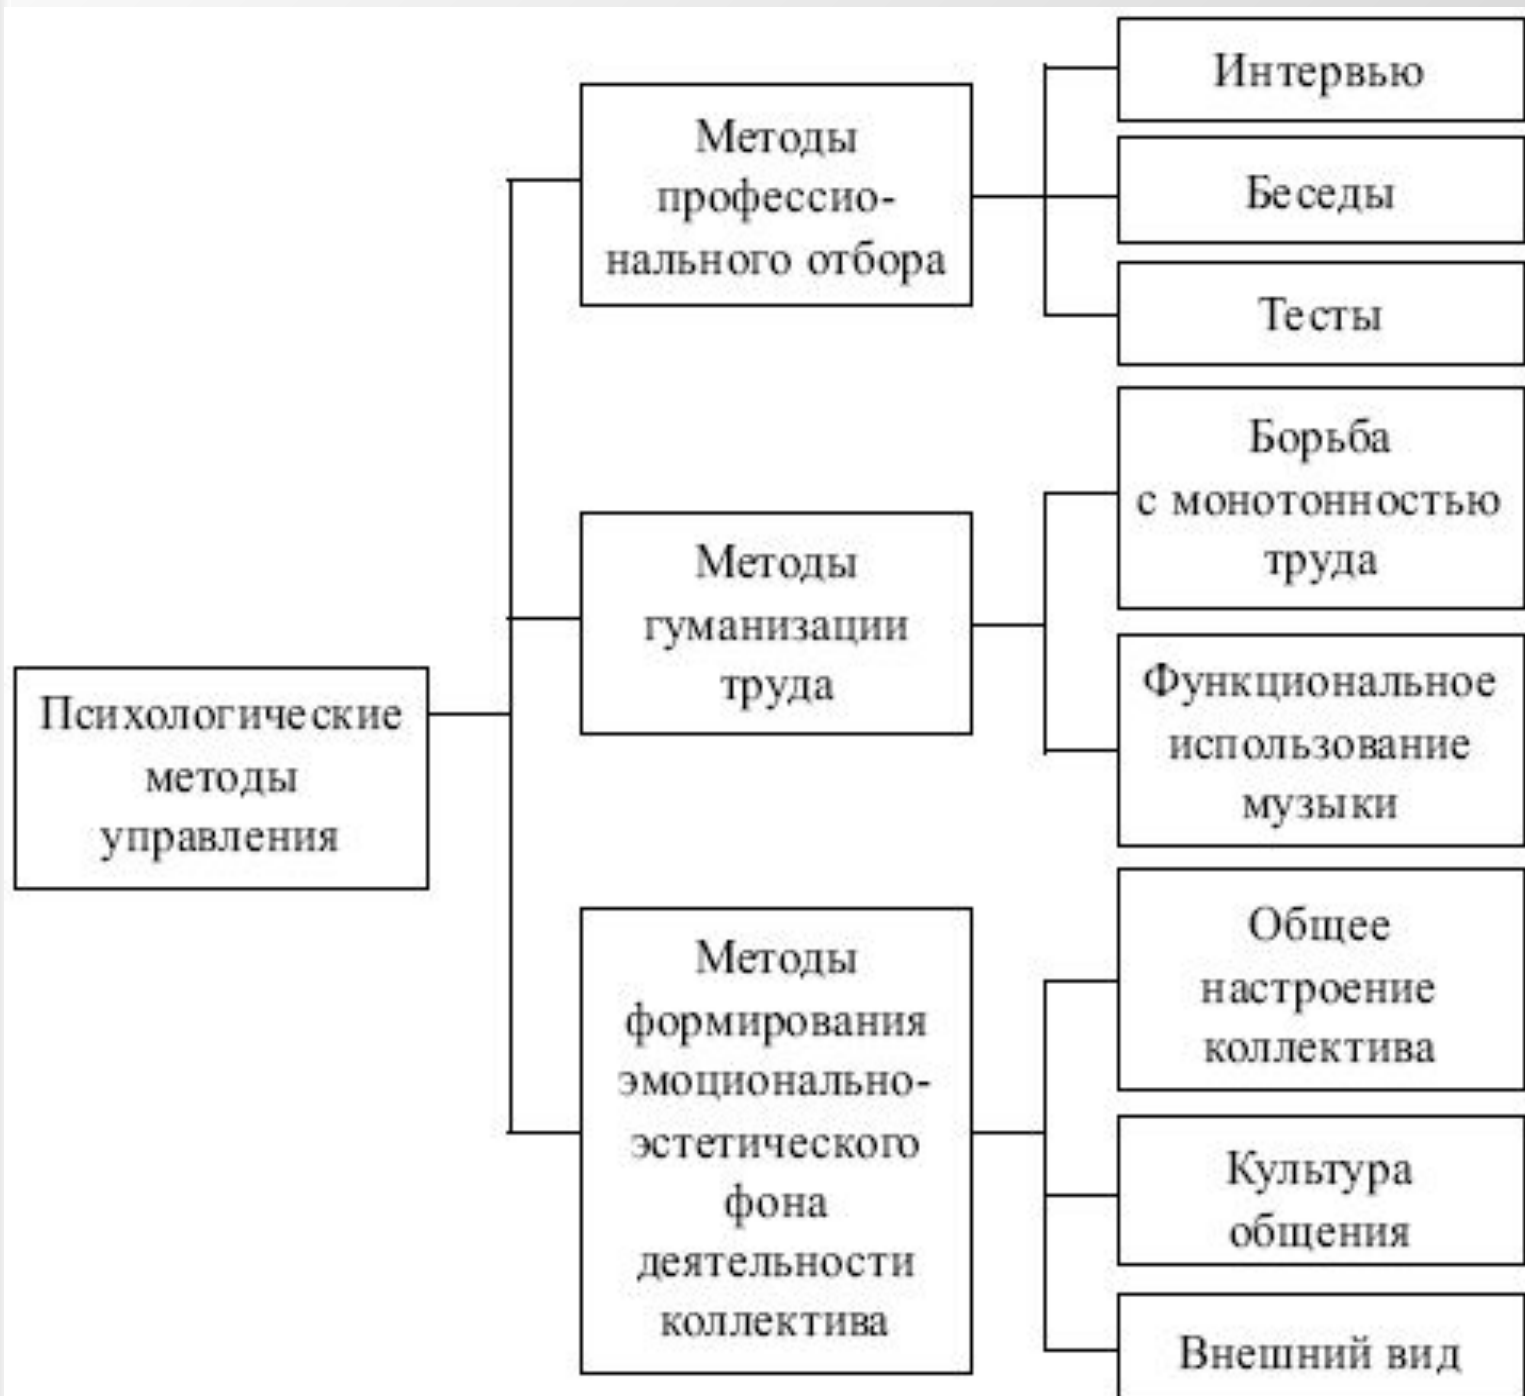 Психологические
методы
управления
Методы
профессио-
нального отбора
Интервью
Беседы
Тесты
Методы
гуманизации
труда
Борьба
с монотонностью
труда
Функциональное
использование
музыки
Методы
формирования
эмоционально-
эстетического
фона
деятельности
коллектива
Общее
настроение
коллектива
Культура
общения
Внешний вид